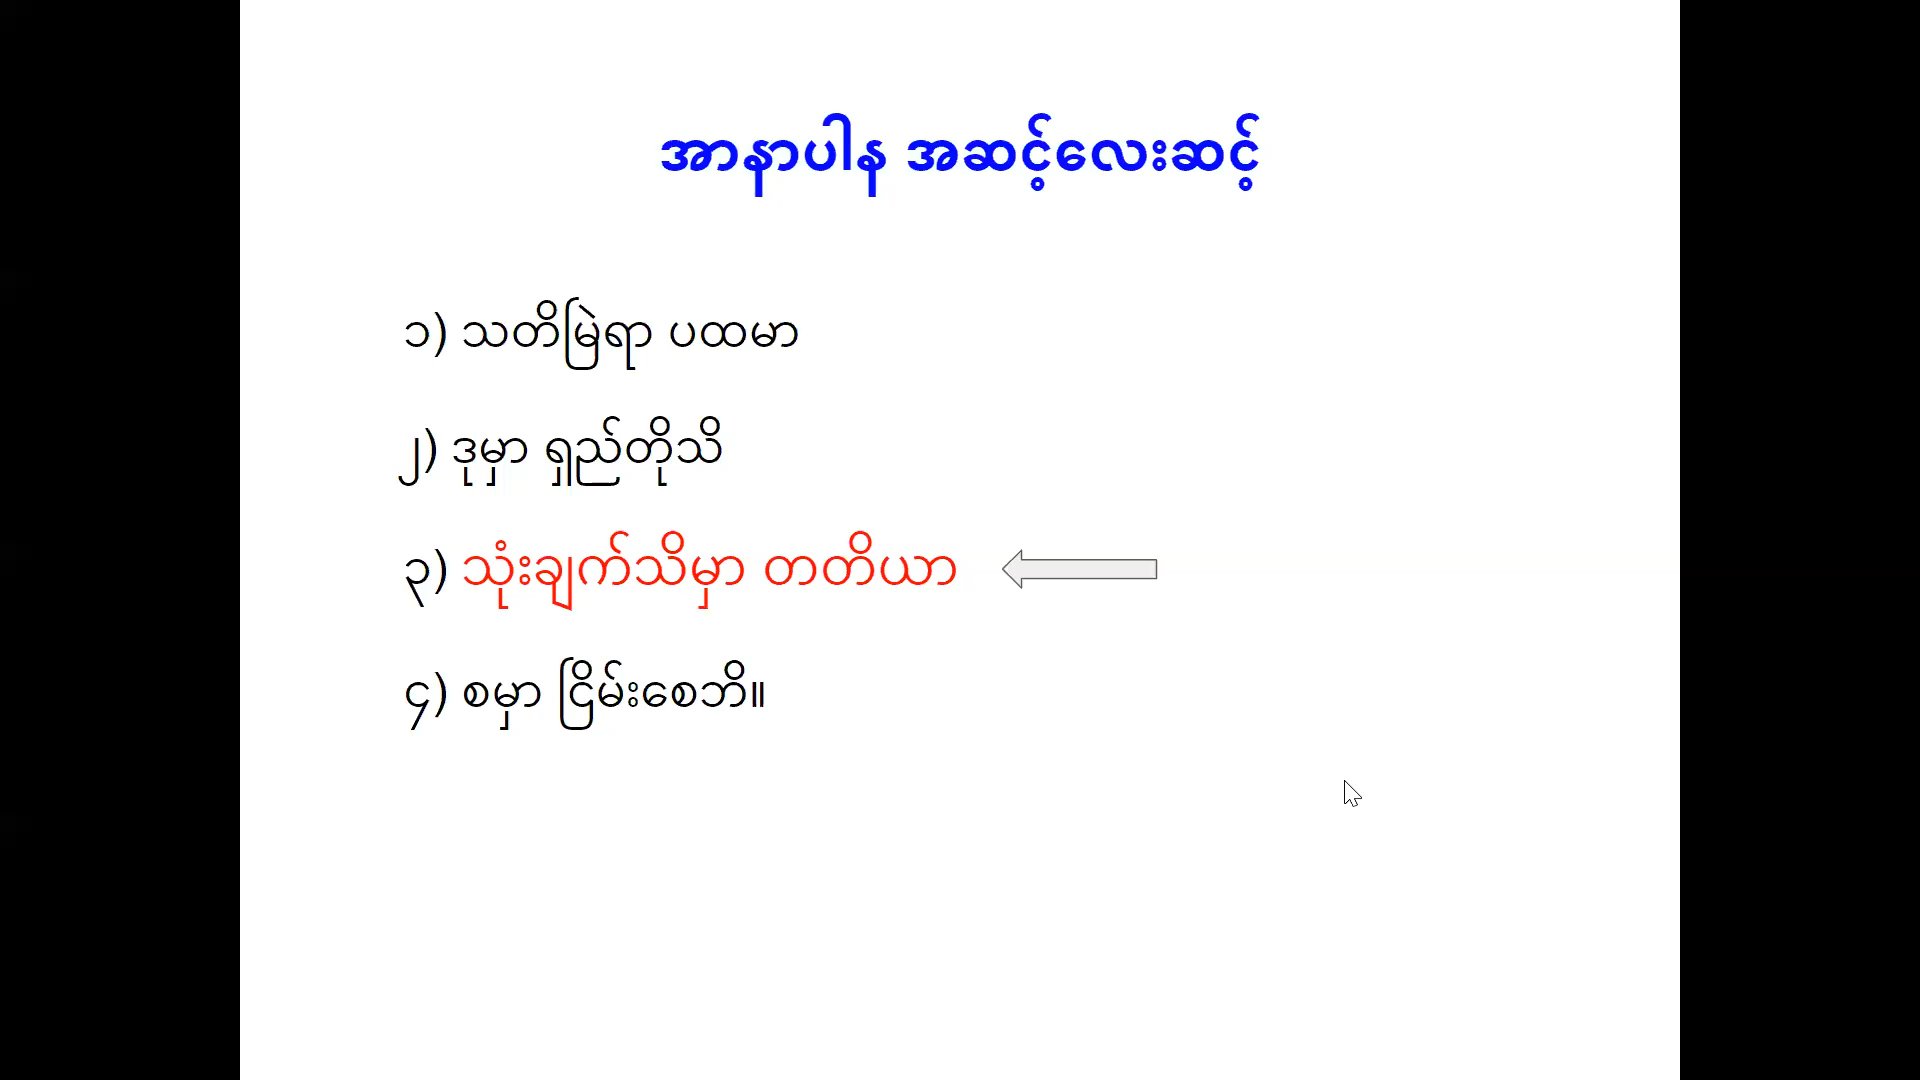 အာနာပါန အဆင့်လေးဆင့်
၁) သတိမြဲရာ ပထမာ
၂) ဒုမှာ ရှည်တိုသိ
၃) သုံးချက်သိမှာ တတိယာ
၄) စမှာ ငြိမ်းစေဘိ။